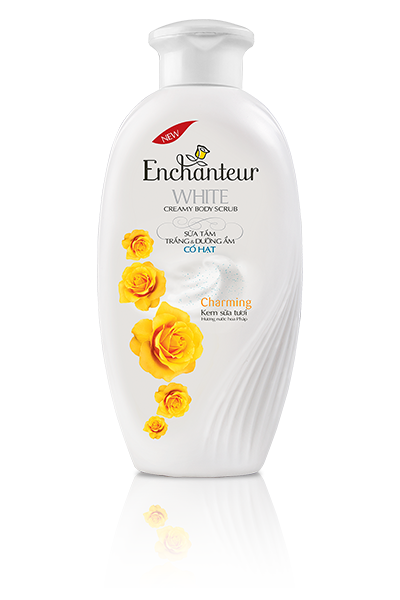 NEW
Enchanteur
WHITE
CREAMY BODY SCRUB
SỮA TẮM
TRẮNG & DƯỠNG ẨM
CÓ HẠT
Charming
Kem sữa tươi
Hương nước hoa Pháp